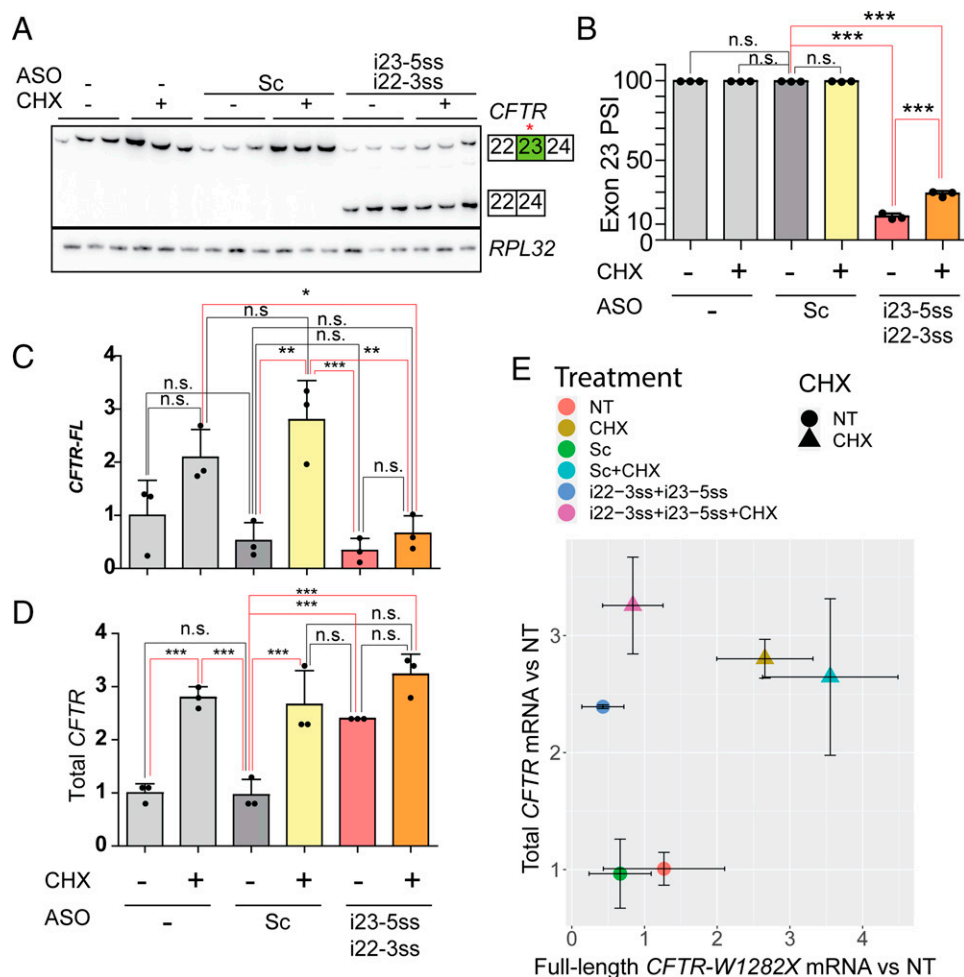 A
ASO - Sc i23-5ss
i22-3ss
CHX - + - + - +
CFTR
*
22 23 24
22 24
RPL32
B
***
***
n.s.
n.s. n.s.
***
Exon 23 PSI
100
50
10
0
CHX - + - + - +
ASO - Sc i23-5ss
i22-3ss
C
*
n.s
n.s.
n.s.
n.s. ** ** 
n.s. ***
n.s.
CFTR-FL
4
3
2
1
0
D
***
***
n.s. n.s. n.s.
*** *** ***
n.s.
Total CFTR
4
3
2
1
0
CHX - + - + - +
ASO - Sc i23-5ss
i22-3ss
E
Treatment
NT
CHX
Sc
Sc+CHX
i22-3ss+i23-5ss
i22-3ss+i23-5ss+CHX
CHX
NT
CHX
Total CFTR mRNA vs NT
3
2
1
0 1 2 3 4
Full-length CFTR-W1282X mRNA vs NT